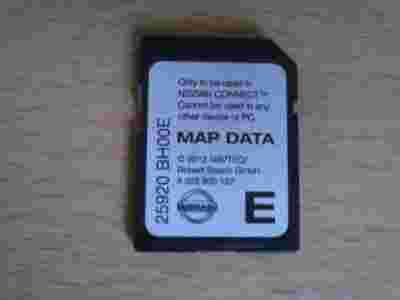 Only to be used in
NISSAN CONNECT™
Cannot be used in any
other device or PC.
MAP DATA
© 2012 NAVTEQ/
Robert Bosch GmbH
25920 BH00E
NISSAN
E